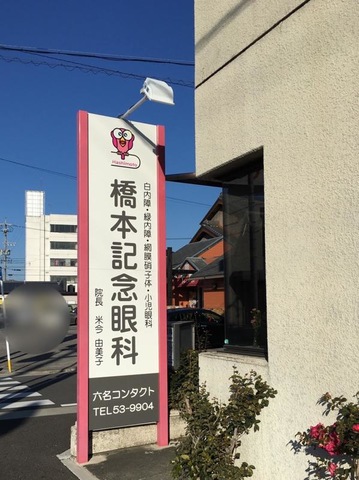 Hashimoto
白内障・緑内障・網膜硝子体・小児眼科
橋本記念眼科
院長 米今 由美子
六名コンタクト
TEL53-9904